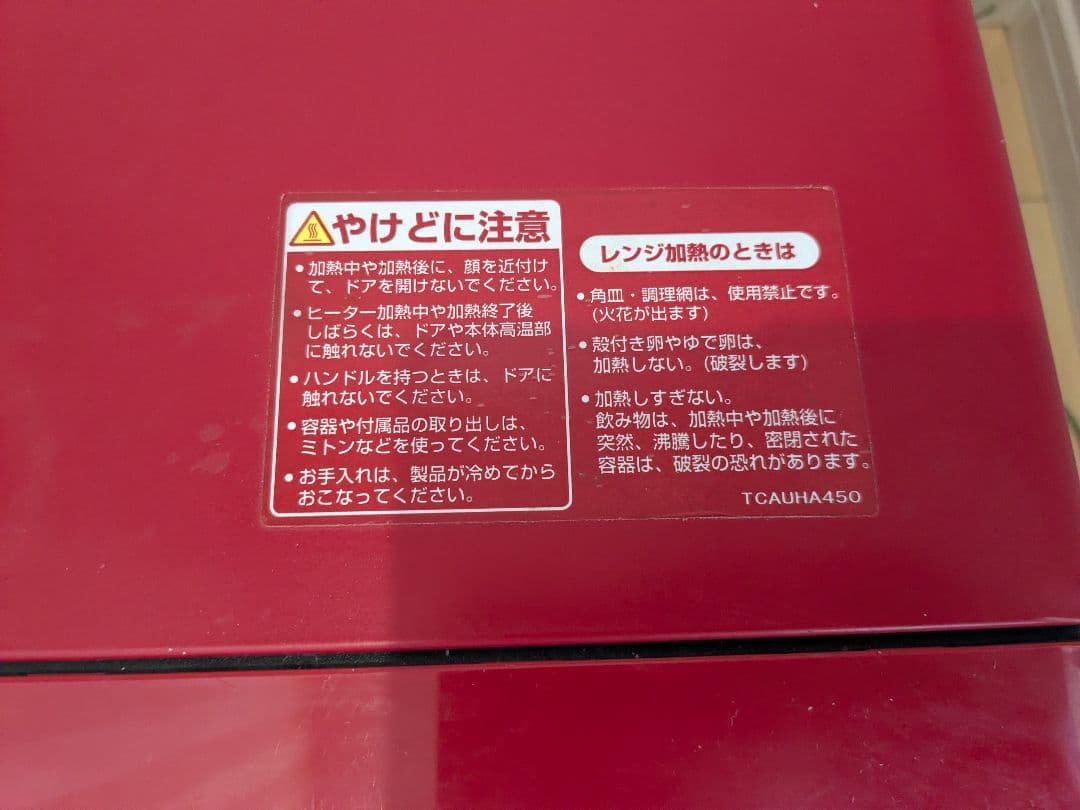 やけどに注意
•加熱中や加熱後に、顔を近付け
て、ドアを開けないでください。
•ヒーター加熱中や加熱終了後
しばらくは、ドアや本体高温部
に触れないでください。
•ハンドルを持つときは、ドアに
触れないでください。
•容器や付属品の取り出しは、
ミトンなどを使ってください。
•お手入れは、製品が冷めてから
おこなってください。
レンジ加熱のときは
•角皿・調理網は、使用禁止です。
(火花が出ます)
•殻付き卵やゆで卵は、
加熱しない。(破裂します)
•加熱しすぎない。
飲み物は、加熱中や加熱後に
突然、沸騰したり、密閉された
容器は、破裂の恐れがあります。
TCAUHA450